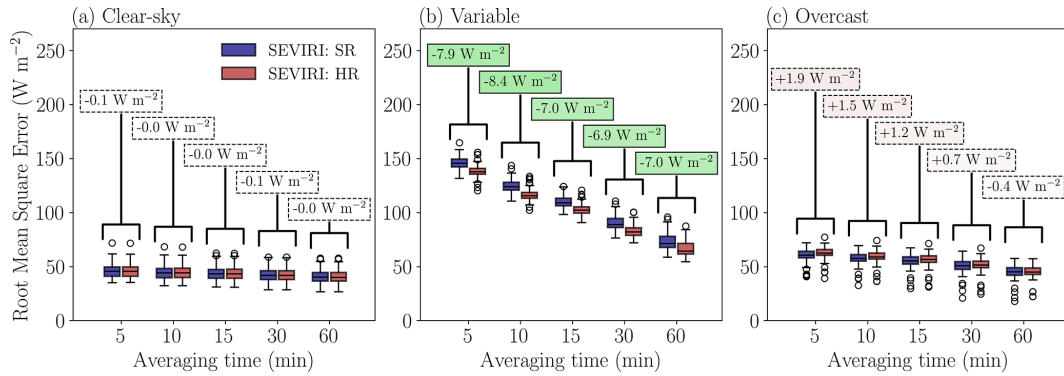 (a) Clear-sky
(b) Variable
(c) Overcast
Root Mean Square Error (W m−2)
250
200
150
100
50
0
SEVIRI: SR
SEVIRI: HR
-0.1 W m−2
-0.0 W m−2
-0.0 W m−2
-0.1 W m−2
-0.0 W m−2
5 10 15 30 60
Averaging time (min)
250
200
150
100
50
0
-7.9 W m−2
-8.4 W m−2
-7.0 W m−2
-6.9 W m−2
-7.0 W m−2
5 10 15 30 60
Averaging time (min)
250
200
150
100
50
0
+1.9 W m−2
+1.5 W m−2
+1.2 W m−2
+0.7 W m−2
-0.4 W m−2
5 10 15 30 60
Averaging time (min)